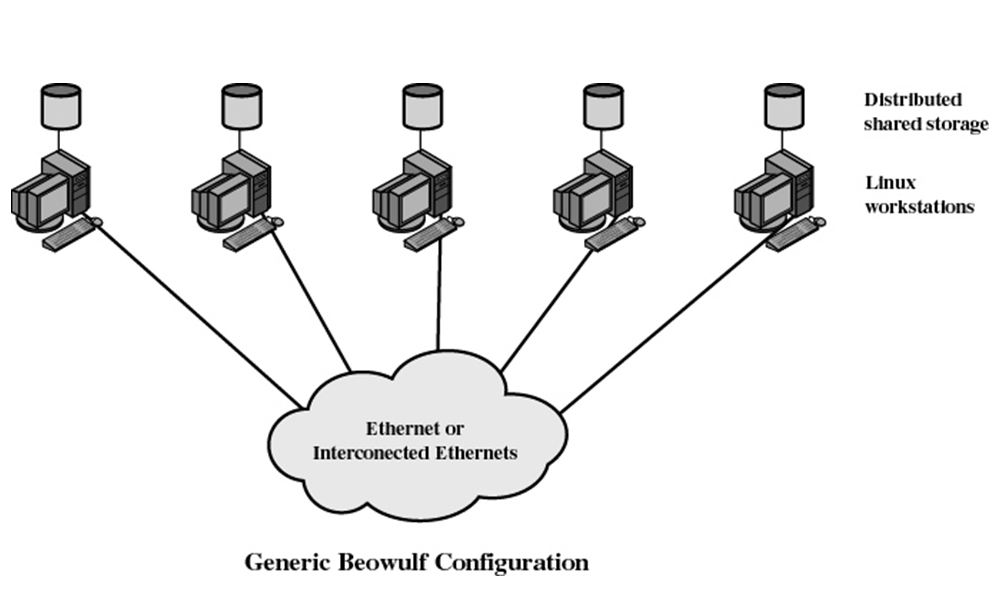 Distributed
shared storage
Linux
workstations
Ethernet or
Interconected Ethernets
Generic Beowulf Configuration